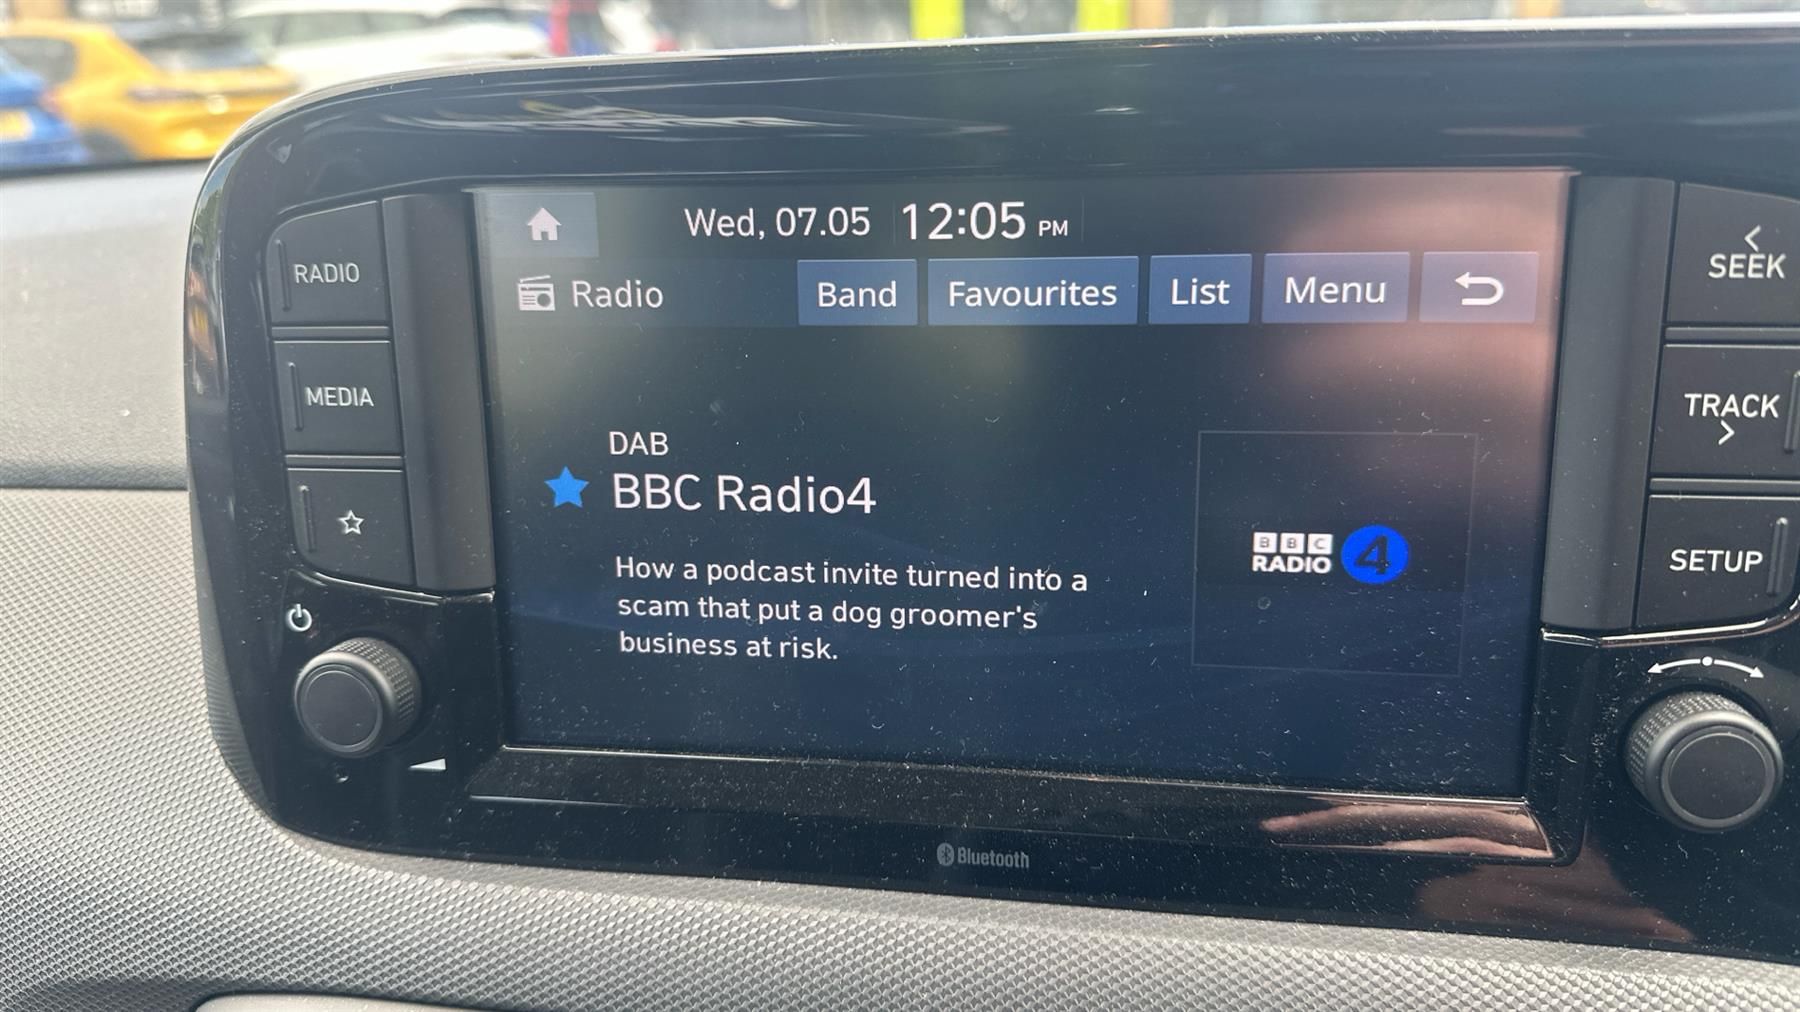 Wed, 07.05 12:05 PM
Radio Band Favourites List Menu
RADIO
MEDIA
DAB
BBC Radio4
How a podcast invite turned into a
scam that put a dog groomer's
business at risk.
BBC
RADIO 4
SEEK
TRACK
SETUP
Bluetooth